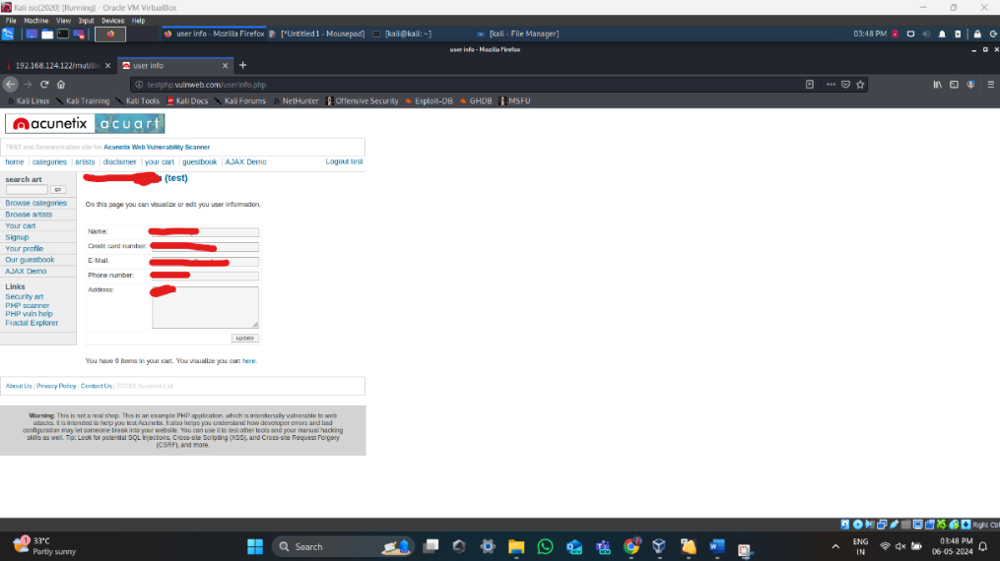 Kali iso(2020) [Running] - Oracle VM VirtualBox
File Machine View Input Devices Help
user info - Mozilla Firefox [*Untitled 1 - Mousepad] [kali@kali: ~] [kali - File Manager] 03:48 PM
user info - Mozilla Firefox
192.168.124.122/mutillid user info
testphp.vulnweb.com/userinfo.php
Kali Linux Kali Training Kali Tools Kali Docs Kali Forums NetHunter Offensive Security Exploit-DB GHDB MSFU
acunetix acuart
TEST and Demonstration site for Acunetix Web Vulnerability Scanner
home | categories | artists | disclaimer | your cart | guestbook | AJAX Demo Logout test
search art
go
Browse categories
Browse artists
Your cart
Signup
Your profile
Our guestbook
AJAX Demo
Links
Security art
PHP scanner
PHP vuln help
Fractal Explorer
(test)
On this page you can visualize or edit you user information.
Name:
Credit card number:
E-Mail:
Phone number:
Address:
update
You have 9 items in your cart. You visualize you cart here.
About Us | Privacy Policy | Contact Us | ©2019 Acunetix Ltd
Warning: This is not a real shop. This is an example PHP application, which is intentionally vulnerable to web
attacks. It is intended to help you test Acunetix. It also helps you understand how developer errors and bad
configuration may let someone break into your website. You can use it to test other tools and your manual hacking
skills as well. Tip: Look for potential SQL Injections, Cross-site Scripting (XSS), and Cross-site Request Forgery
(CSRF), and more.
Right Ctrl
33°C
Partly sunny
Search
ENG
IN
03:48 PM
06-05-2024